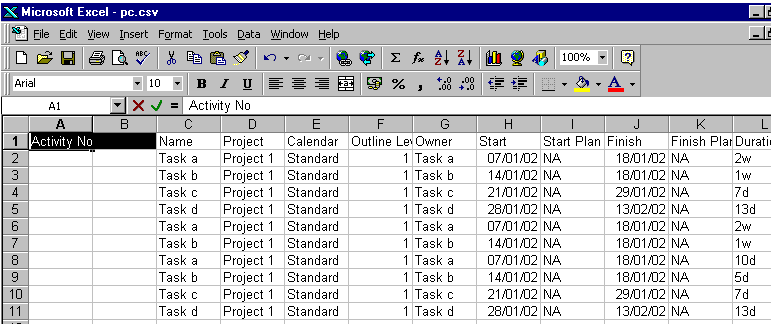 Microsoft Excel - pc.csv
File Edit View Insert Format Tools Data Window Help
Σ fx 100%
Arial 10 B I U % , A
A1 = Activity No
A B C D E F G H I J K L
1 Activity No Name Project Calendar Outline Lev Owner Start Start Plan Finish Finish Plan Duratio
2 Task a Project 1 Standard 1 Task a 07/01/02 NA 18/01/02 NA 2w
3 Task b Project 1 Standard 1 Task b 14/01/02 NA 18/01/02 NA 1w
4 Task c Project 1 Standard 1 Task c 21/01/02 NA 29/01/02 NA 7d
5 Task d Project 1 Standard 1 Task d 28/01/02 NA 13/02/02 NA 13d
6 Task a Project 1 Standard 1 Task a 07/01/02 NA 18/01/02 NA 2w
7 Task b Project 1 Standard 1 Task b 14/01/02 NA 18/01/02 NA 1w
8 Task a Project 1 Standard 1 Task a 07/01/02 NA 18/01/02 NA 10d
9 Task b Project 1 Standard 1 Task b 14/01/02 NA 18/01/02 NA 5d
10 Task c Project 1 Standard 1 Task c 21/01/02 NA 29/01/02 NA 7d
11 Task d Project 1 Standard 1 Task d 28/01/02 NA 13/02/02 NA 13d